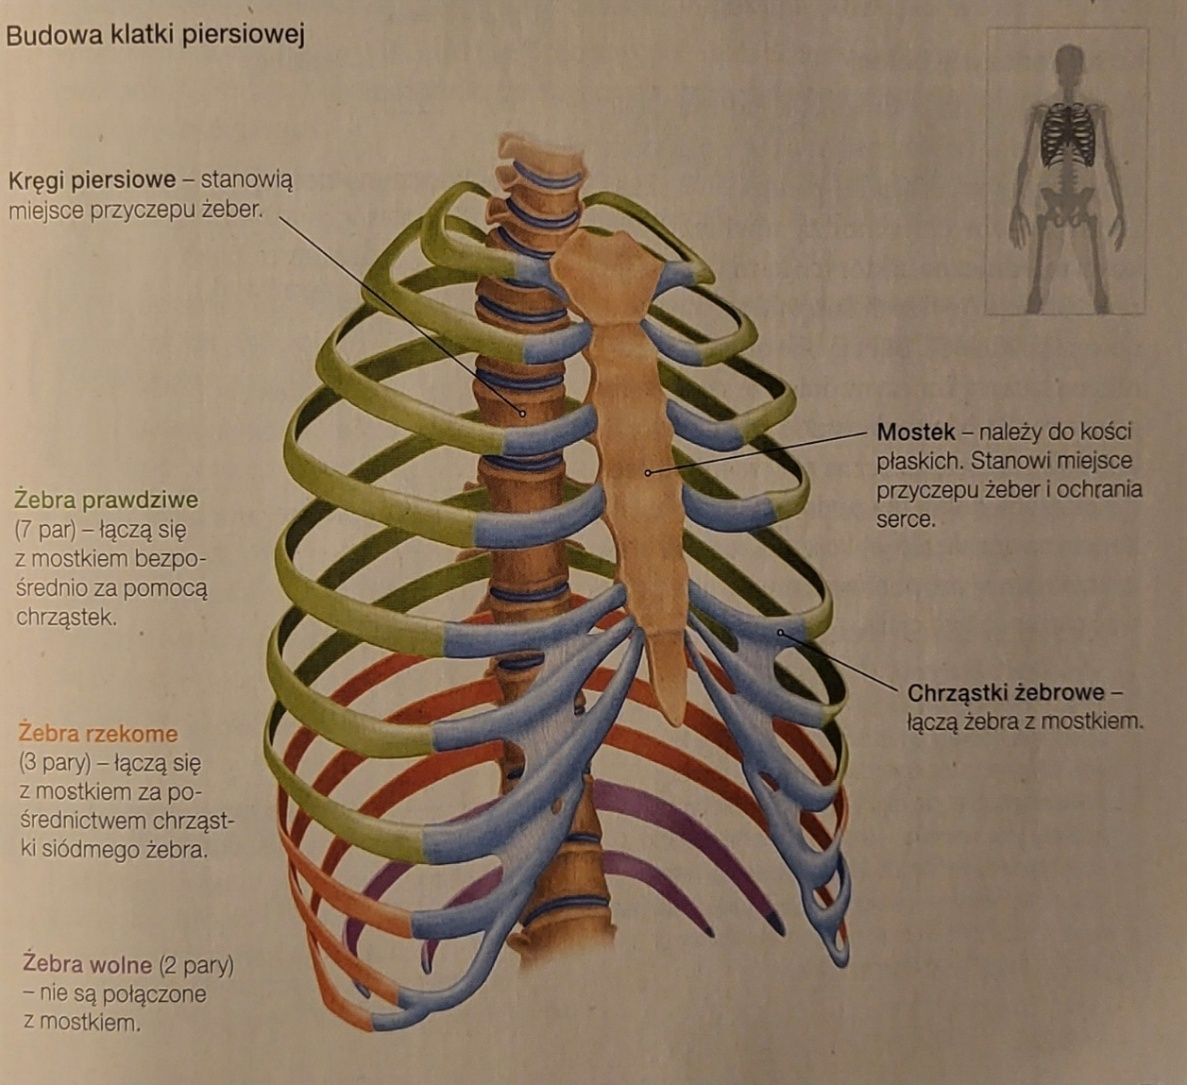 Budowa klatki piersiowej
Kręgi piersiowe – stanowią
miejsce przyczepu żeber.
Mostek – należy do kości
płaskich. Stanowi miejsce
przyczepu żeber i ochrania
serce.
Żebra prawdziwe
(7 par) – łączą się
z mostkiem bezpo-
średnio za pomocą
chrząstek.
Chrząstki żebrowe –
łączą żebra z mostkiem.
Żebra rzekome
(3 pary) – łączą się
z mostkiem za po-
średnictwem chrząst-
ki siódmego żebra.
Żebra wolne (2 pary)
– nie są połączone
z mostkiem.